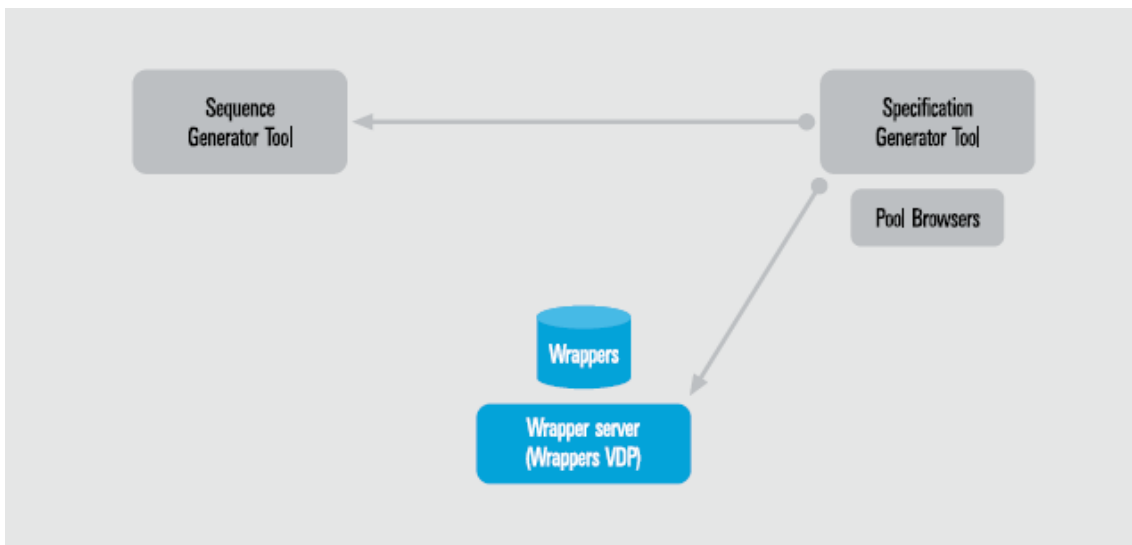 Sequence
Generator Tool
Specification
Generator Tool
Pool Browsers
Wrappers
Wrapper server
(Wrappers VDP)